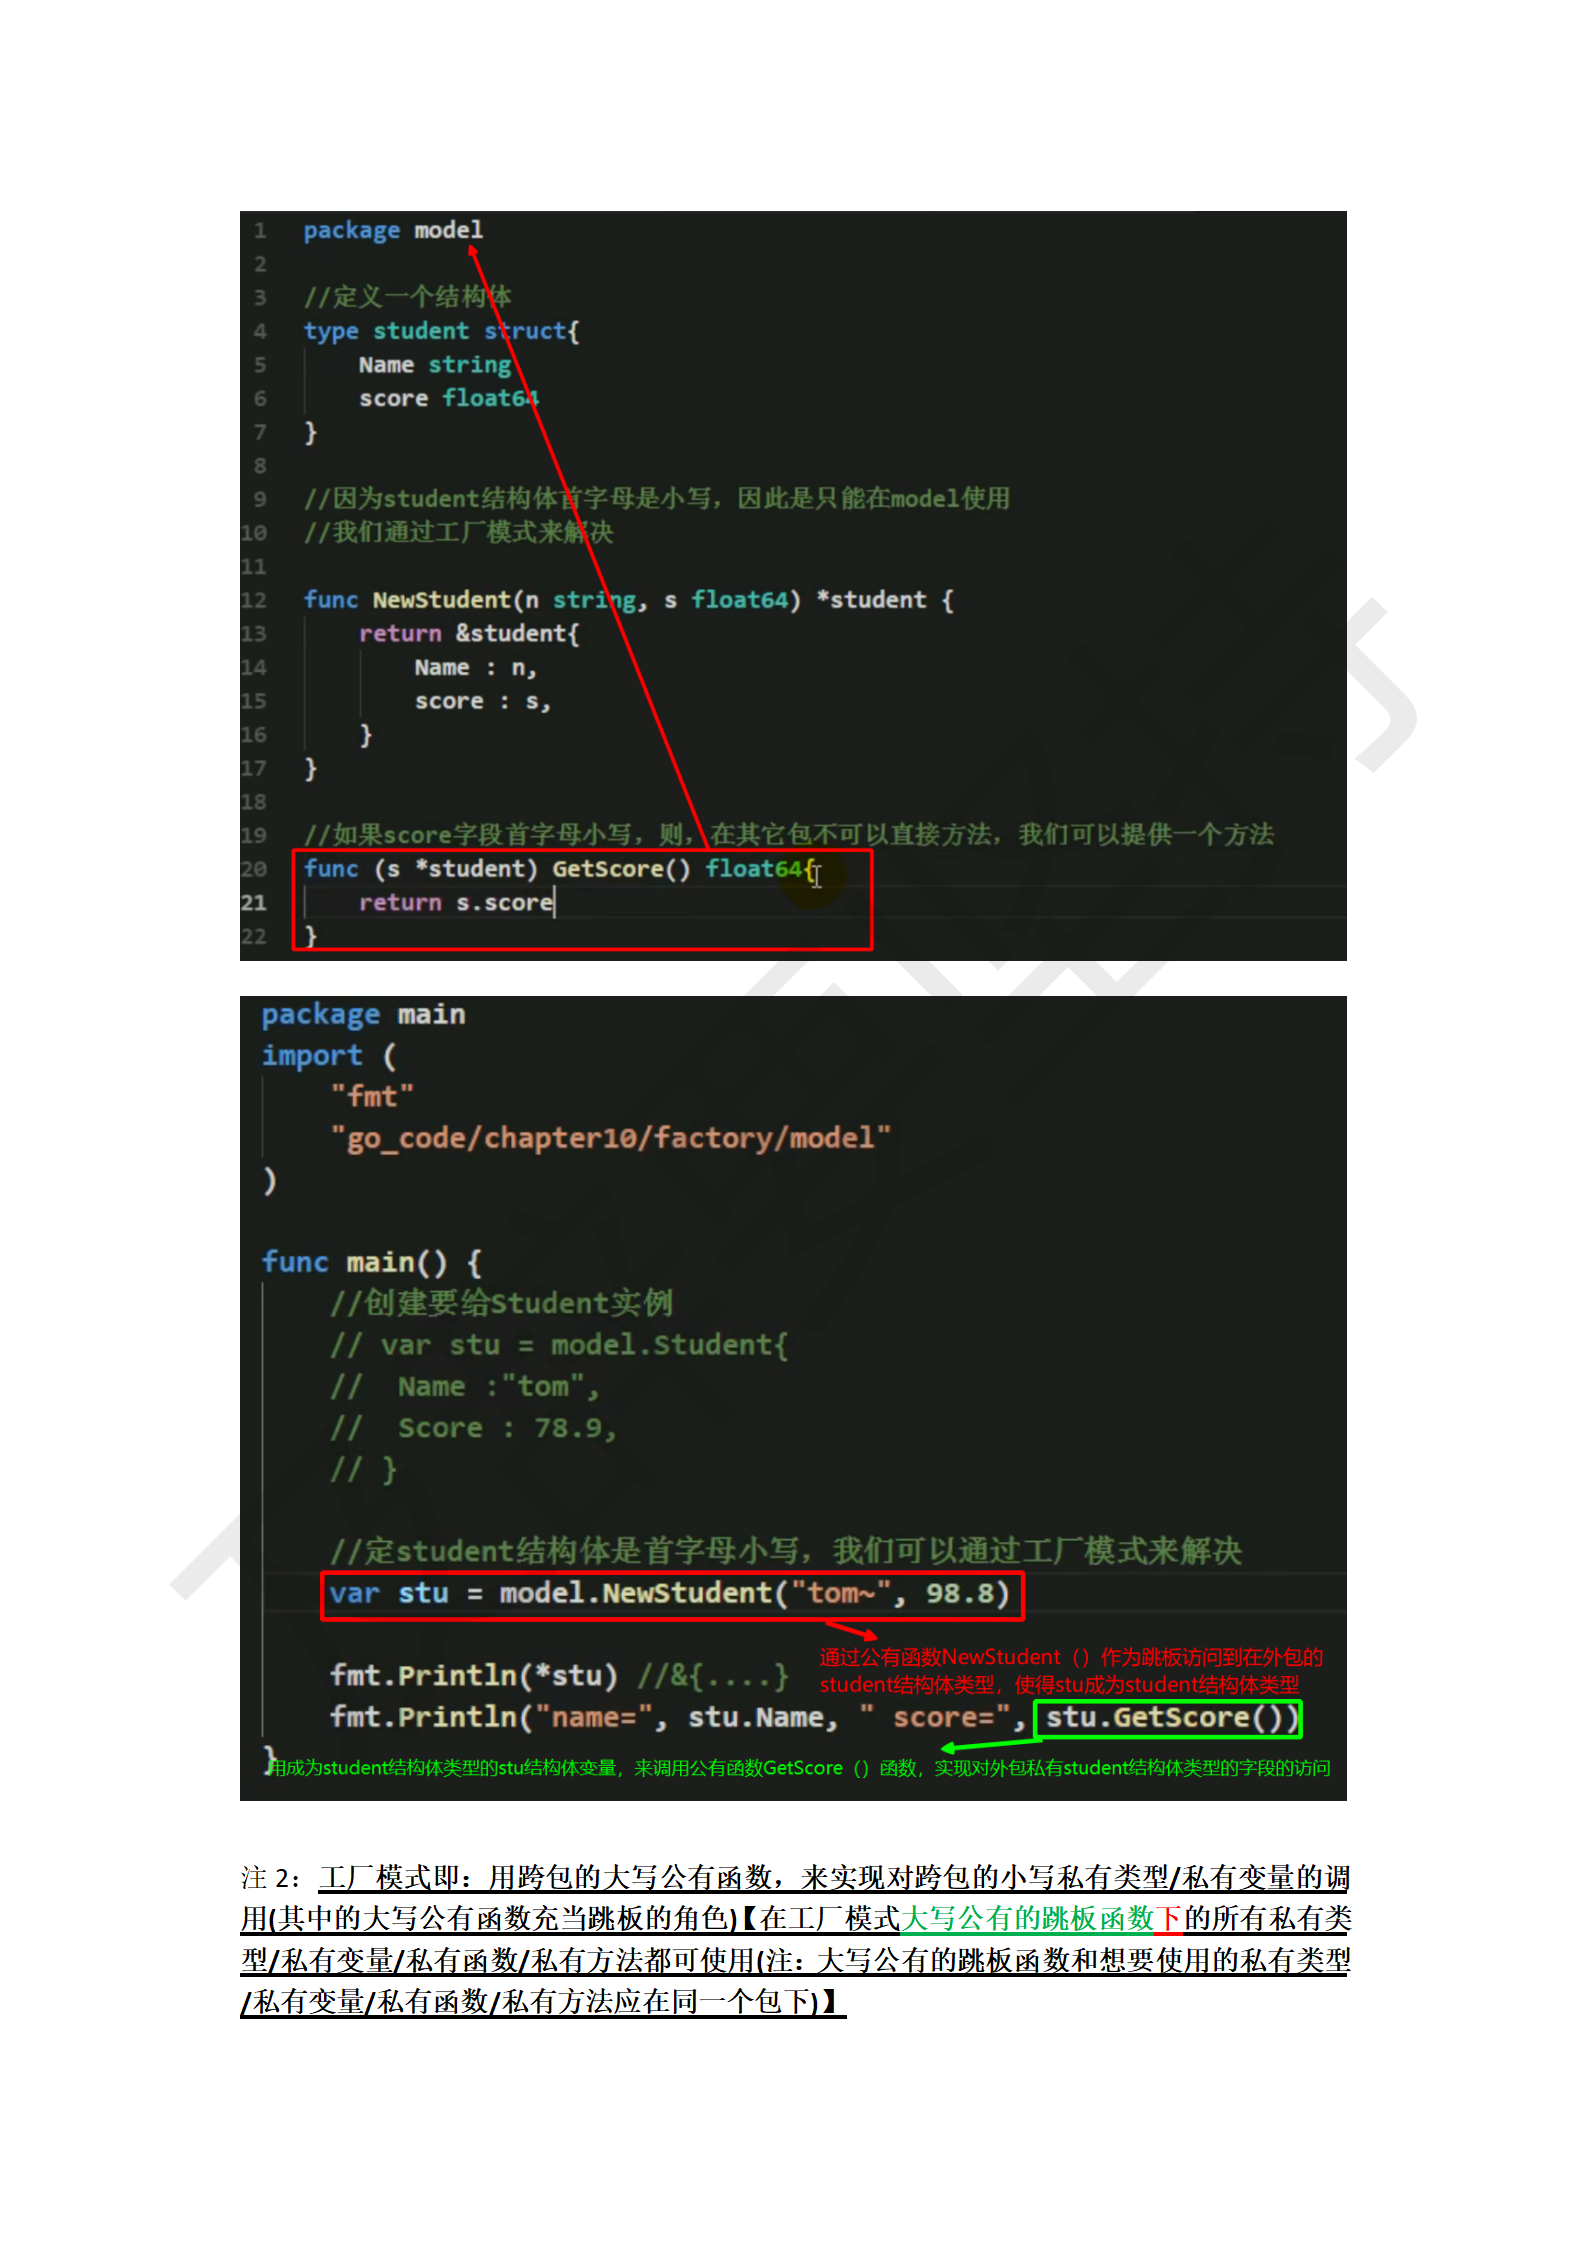 1 package model
2
3 //定义一个结构体
4 type student struct{
5 Name string
6 score float64
7 }
8
9 //因为student结构体首字母是小写，因此是只能在model使用
10 //我们通过工厂模式来解决
11
12 func NewStudent(n string, s float64) *student {
13 return &student{
14 Name : n,
15 score : s,
16 }
17 }
18
19 //如果score字段首字母小写，则，在其它包不可以直接方法，我们可以提供一个方法
20 func (s *student) GetScore() float64{
21 return s.score
22 }
package main
import (
"fmt"
"go_code/chapter10/factory/model"
)
func main() {
//创建要给Student实例
// var stu = model.Student{
// Name :"tom",
// Score : 78.9,
// }
//定student结构体是首字母小写，我们可以通过工厂模式来解决
var stu = model.NewStudent("tom~", 98.8)
通过公有函数NewStudent（）作为跳板访问到在外包的
fmt.Println(*stu) //&{....}
student结构体类型，使得stu成为student结构体类型
fmt.Println("name=", stu.Name, " score=", stu.GetScore())
}
用成为student结构体类型的stu结构体变量，来调用公有函数GetScore（）函数，实现对外包私有student结构体类型的字段的访问
注 2：工厂模式即：用跨包的大写公有函数，来实现对跨包的小写私有类型/私有变量的调
用(其中的大写公有函数充当跳板的角色)【在工厂模式大写公有的跳板函数下的所有私有类
型/私有变量/私有函数/私有方法都可使用(注：大写公有的跳板函数和想要使用的私有类型
/私有变量/私有函数/私有方法应在同一个包下)】